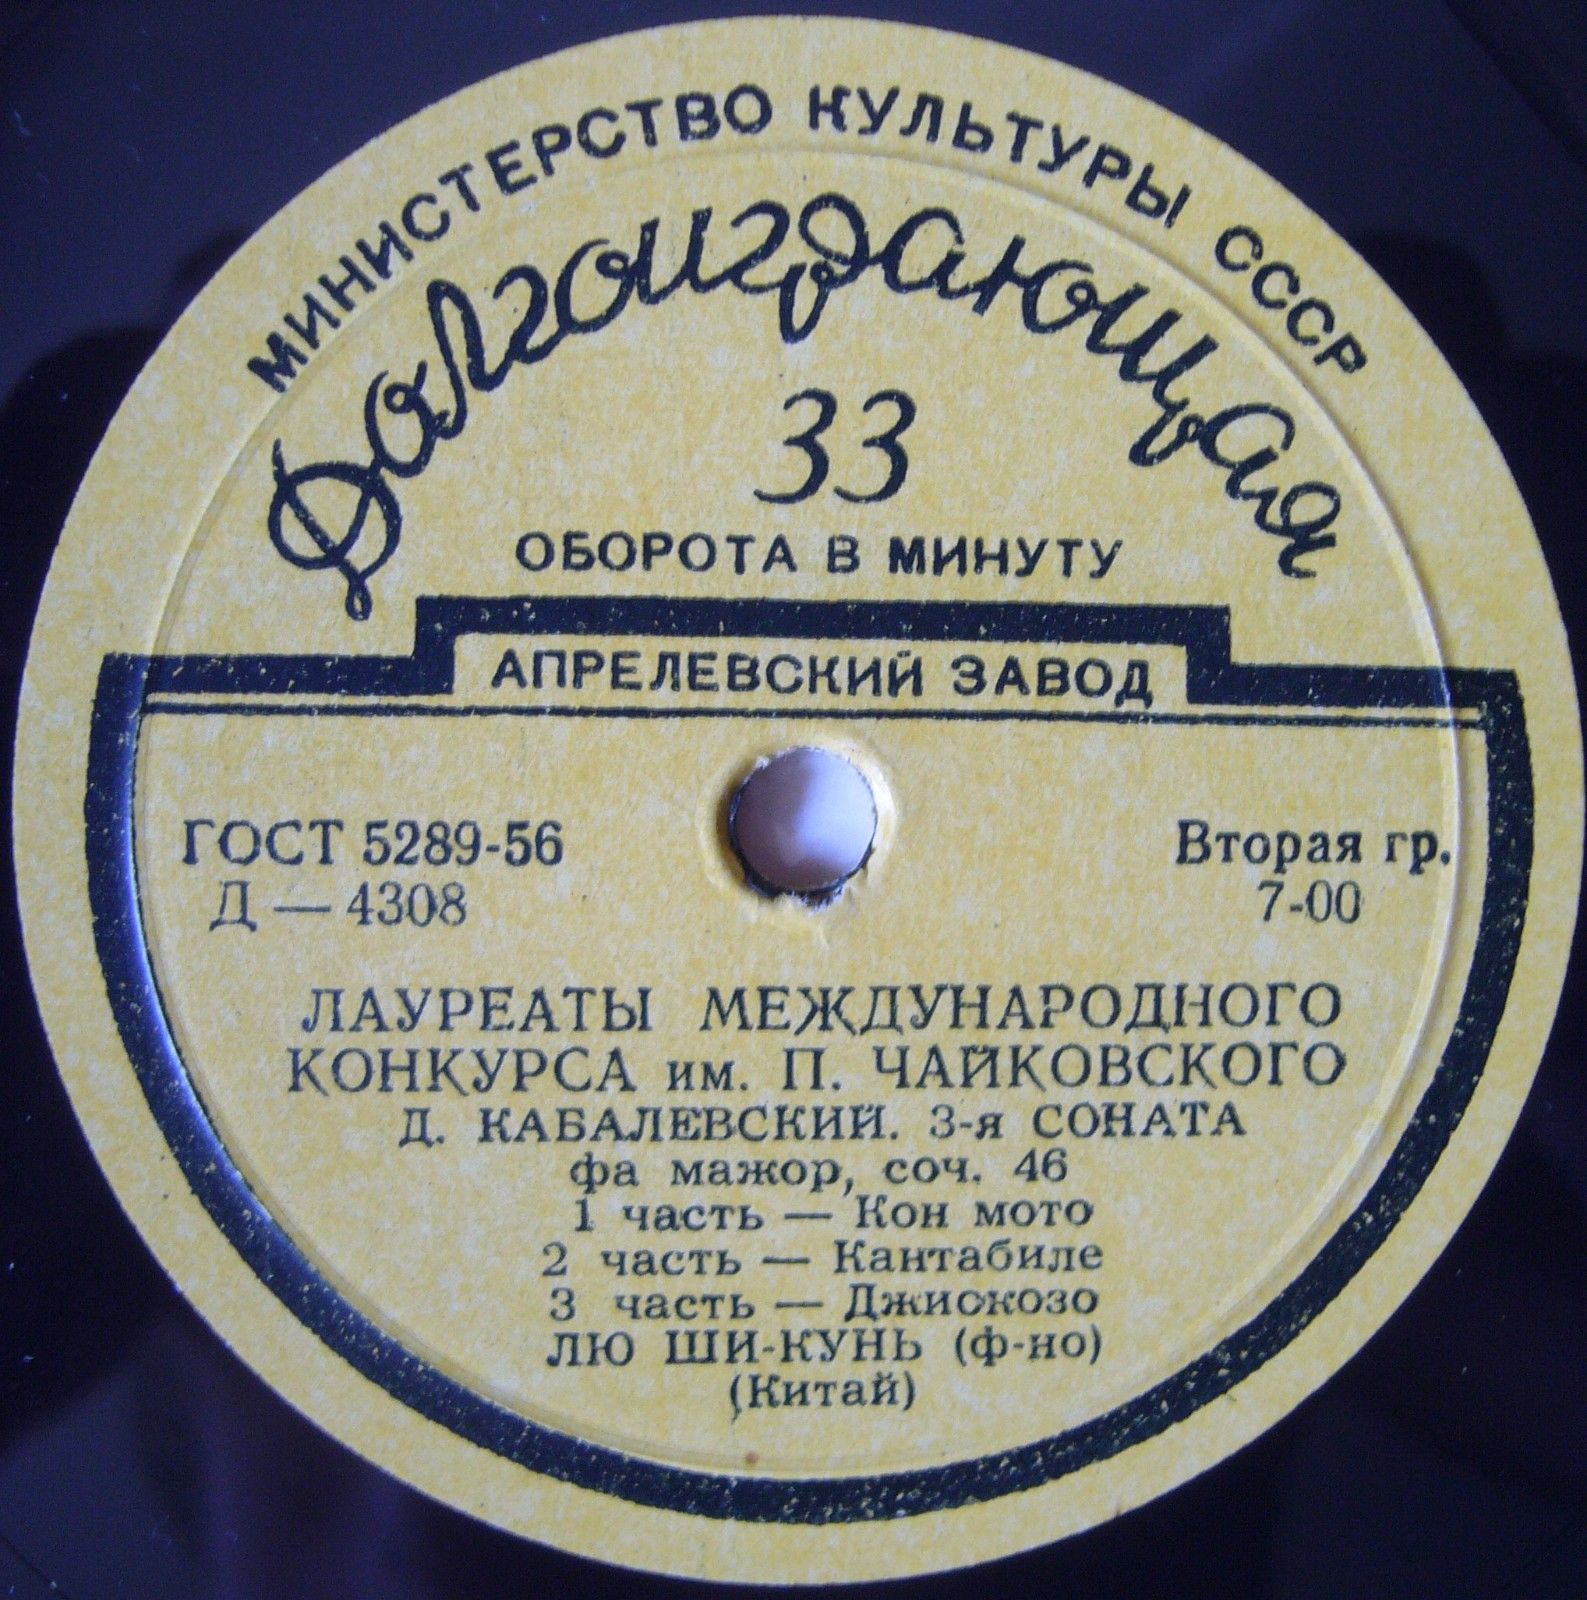 МИНИСТЕРСТВО КУЛЬТУРЫ СССР
Долгоиграющая
33
ОБОРОТА В МИНУТУ
АПРЕЛЕВСКИЙ ЗАВОД
ГОСТ 5289-56
Вторая гр.
Д — 4308
7-00
ЛАУРЕАТЫ МЕЖДУНАРОДНОГО
КОНКУРСА им. П. ЧАЙКОВСКОГО
Д. КАБАЛЕВСКИЙ. 3-я СОНАТА
фа мажор, соч. 46
1 часть — Кон мото
2 часть — Кантабиле
3 часть — Джиокозо
ЛЮ ШИ-КУНЬ (ф-но)
(Китай)